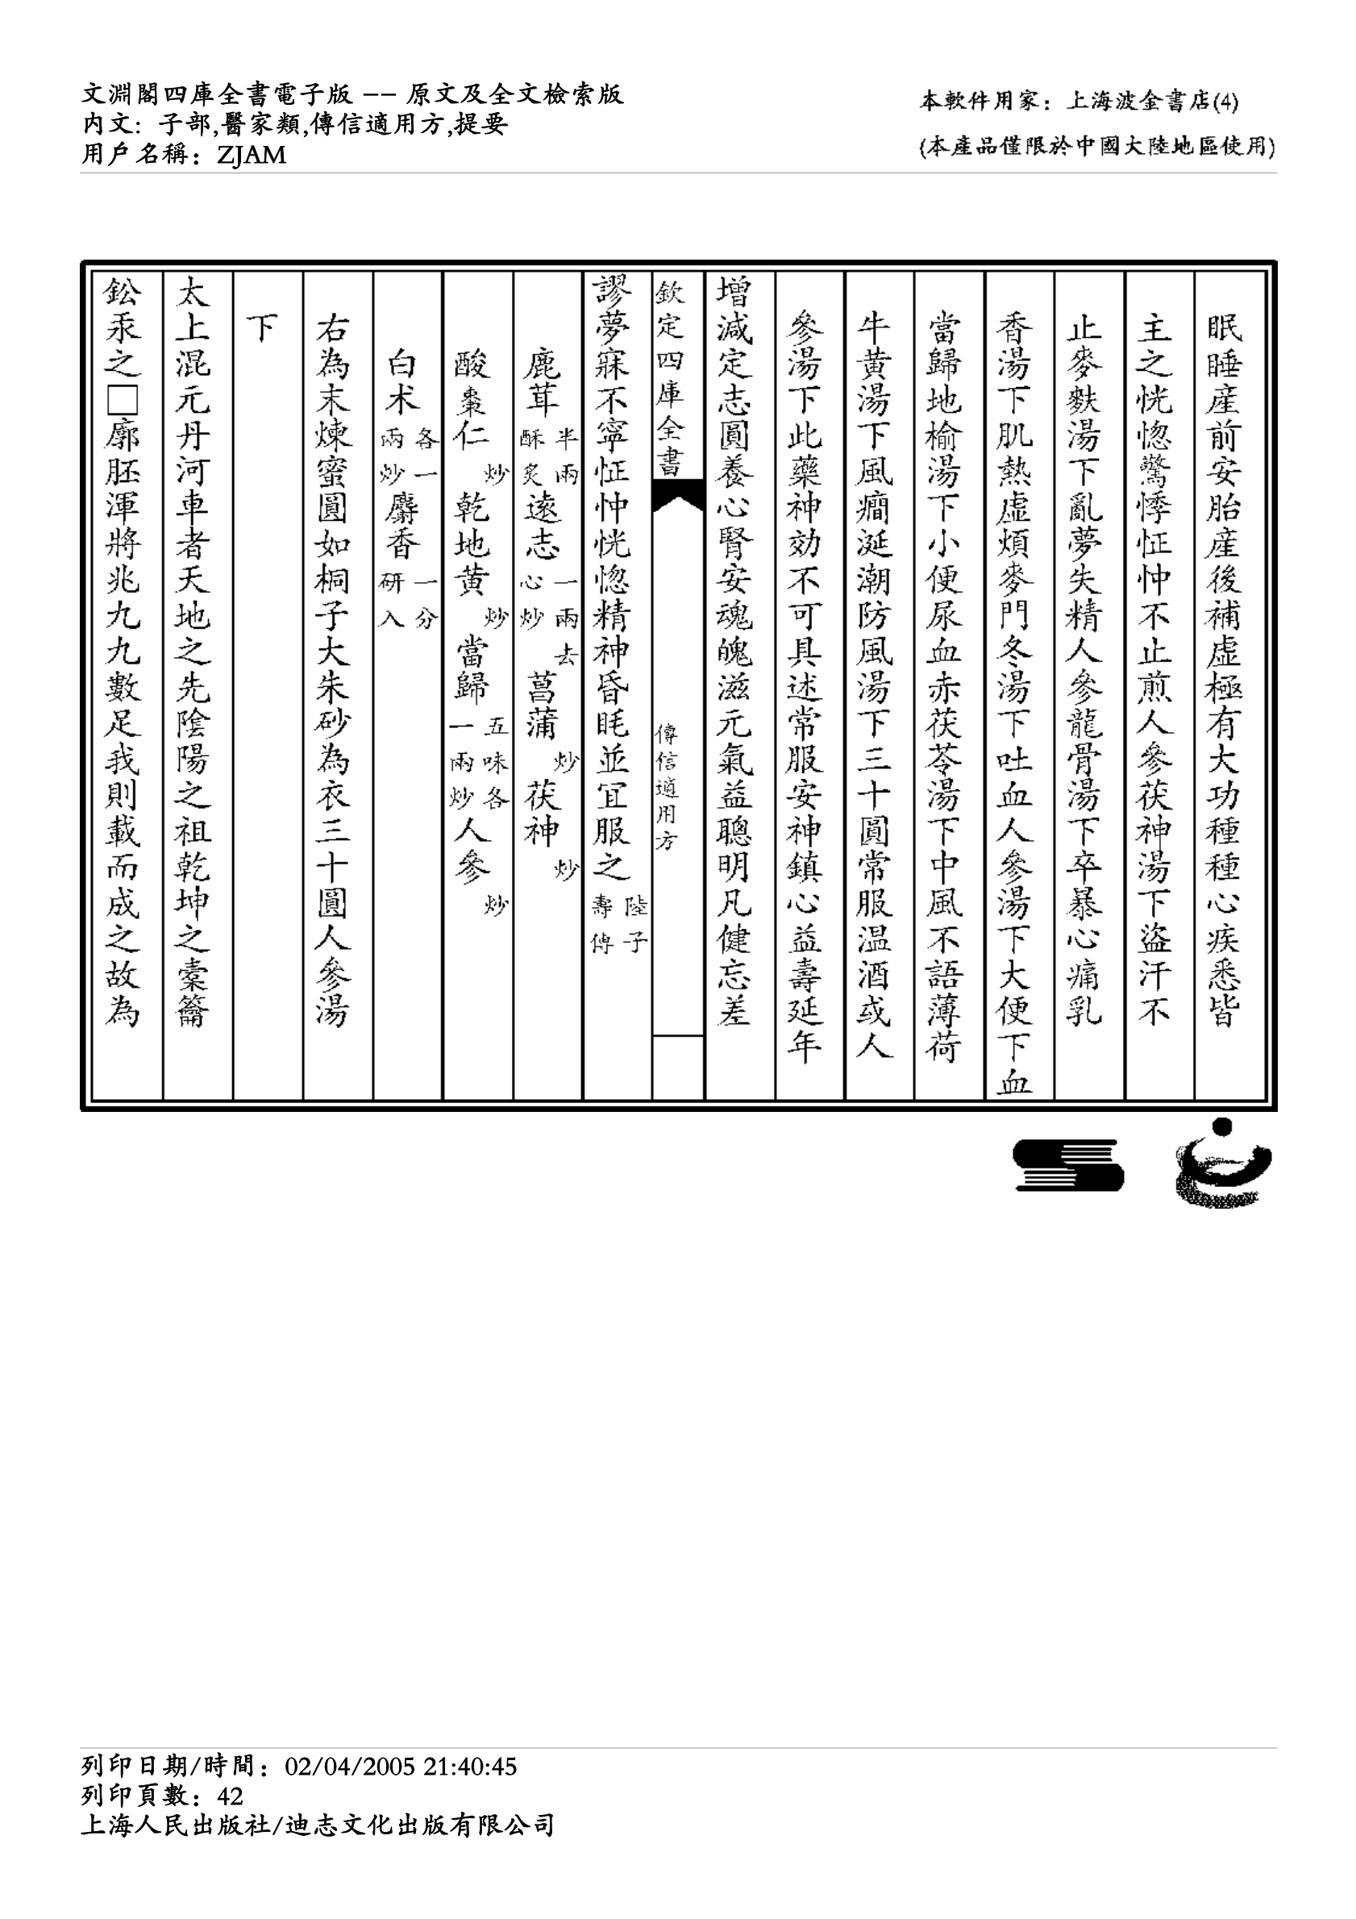 文淵閣四庫全書電子版 -- 原文及全文檢索版
內文: 子部,醫家類,傳信適用方,提要
用戶名稱: ZJAM
本軟件用家: 上海波金書店(4)
(本產品僅限於中國大陸地區使用)
眠睡産前安胎産後補虛極有大功種種心疾悉皆
主之恍惚驚悸怔忡不止煎人參茯神湯下盜汗不
止麥麩湯下亂夢失精人參龍骨湯下卒暴心痛乳
香湯下肌熱虛煩麥門冬湯下吐血人參湯下大便下血
當歸地榆湯下小便尿血赤茯苓湯下中風不語薄荷
牛黃湯下風癎涎潮防風湯下三十圓常服温酒或人
參湯下此藥神効不可具述常服安神鎮心益壽延年
增減定志圓養心腎安魂魄滋元氣益聰明凡健忘差
欽定四庫全書 傳信適用方
謬夢寐不寧怔忡恍惚精神昏眊並宜服之陸子壽傳
鹿茸半兩酥炙 遠志一兩去心炒 菖蒲炒 茯神炒
酸棗仁炒 乾地黃炒 當歸五味各一兩炒 人參炒
白术各一兩炒 麝香一分研入
右為末煉蜜圓如桐子大朱砂為衣三十圓人參湯
下
太上混元丹河車者天地之先陰陽之祖乾坤之橐籥
鈆汞之□廓胚渾將兆九九數足我則載而成之故為
列印日期/時間: 02/04/2005 21:40:45
列印頁數: 42
上海人民出版社/迪志文化出版有限公司